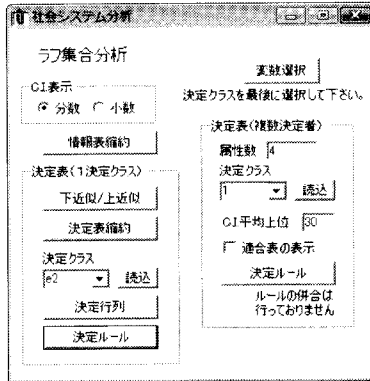 社会システム分析
ラフ集合分析
C.I.表示
分数 小数
情報表縮約
決定表(1決定クラス)
下近似/上近似
決定表縮約
決定クラス
e2 読込
決定行列
決定ルール
変数選択
決定クラスを最後に選択して下さい。
決定表(複数決定者)
属性数 4
決定クラス
1 読込
C.I.平均上位 30
適合表の表示
決定ルール
ルールの併合は
行っておりません